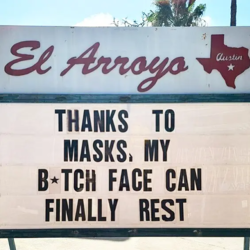 El Arroyo
Austin
THANKS TO
MASKS, MY
B*TCH FACE CAN
FINALLY REST